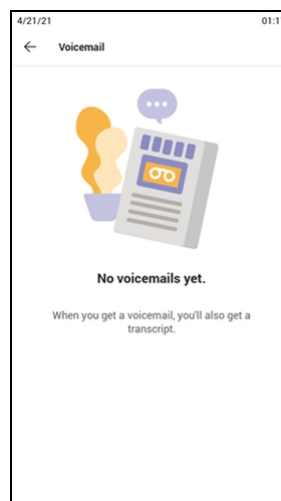 4/21/21 01:1
Voicemail
No voicemails yet.
When you get a voicemail, you'll also get a
transcript.